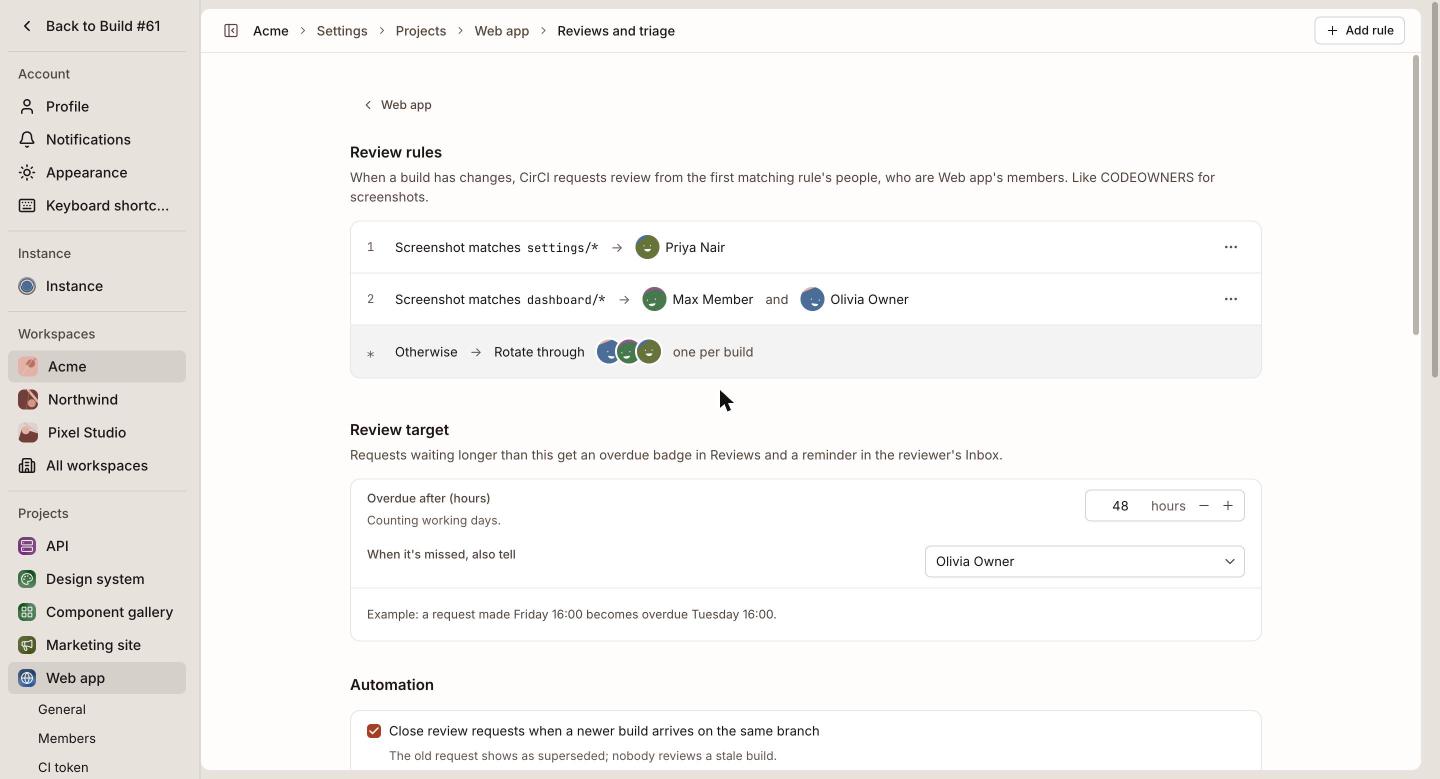 Back to Build #61
Account
Profile
Notifications
Appearance
Keyboard shortc...
Instance
Instance
Workspaces
Acme
Northwind
Pixel Studio
All workspaces
Projects
API
Design system
Component gallery
Marketing site
Web app
General
Members
CI token
Acme > Settings > Projects > Web app > Reviews and triage
Add rule
Web app
Review rules
When a build has changes, CirCI requests review from the first matching rule's people, who are Web app's members. Like CODEOWNERS for
screenshots.
1 Screenshot matches settings/* → Priya Nair
2 Screenshot matches dashboard/* → Max Member and Olivia Owner
* Otherwise → Rotate through one per build
Review target
Requests waiting longer than this get an overdue badge in Reviews and a reminder in the reviewer's Inbox.
Overdue after (hours)
48 hours − +
Counting working days.
When it's missed, also tell
Olivia Owner
Example: a request made Friday 16:00 becomes overdue Tuesday 16:00.
Automation
Close review requests when a newer build arrives on the same branch
The old request shows as superseded; nobody reviews a stale build.